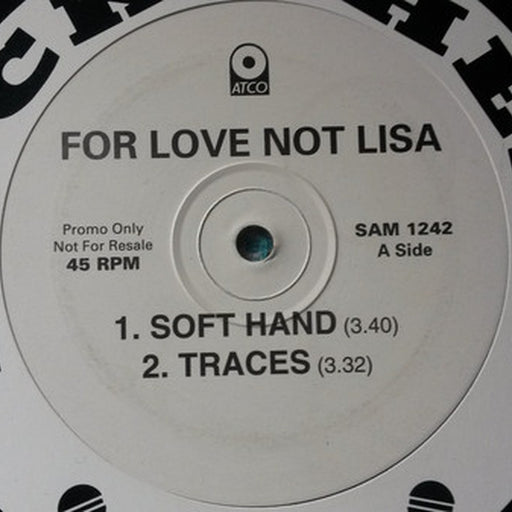 ATCO
FOR LOVE NOT LISA
Promo Only
Not For Resale
45 RPM
SAM 1242
A Side
1. SOFT HAND (3.40)
2. TRACES (3.32)